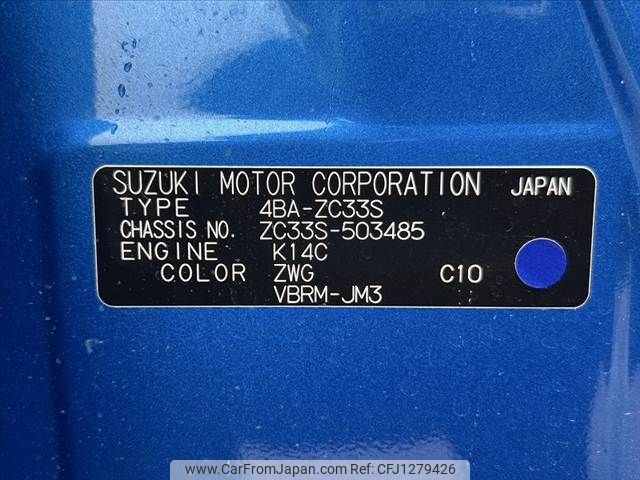 SUZUKI MOTOR CORPORATION JAPAN
TYPE 4BA-ZC33S
CHASSIS NO. ZC33S-503485
ENGINE K14C
COLOR ZWG C10
VBRM-JM3
www.CarFromJapan.com | Ref No. CFJ1279426